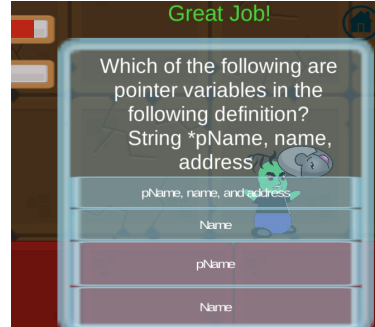 Great Job!
Which of the following are
pointer variables in the
following definition?
String *pName, name,
address
pName, name, and address
Name
pName
Name